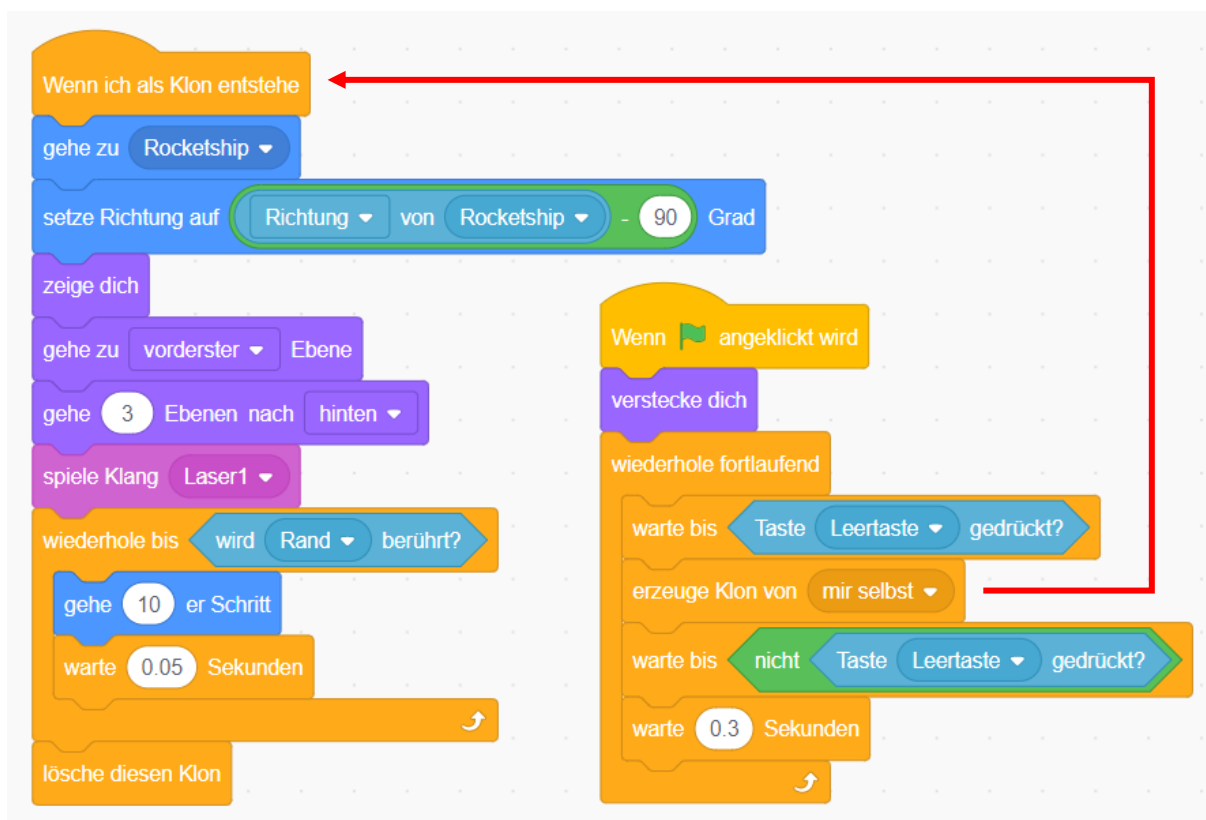 Wenn ich als Klon entstehe
gehe zu Rocketship
setze Richtung auf Richtung von Rocketship - 90 Grad
zeige dich
gehe zu vorderster Ebene
gehe 3 Ebenen nach hinten
spiele Klang Laser1
wiederhole bis wird Rand berührt?
gehe 10 er Schritt
warte 0.05 Sekunden
lösche diesen Klon
Wenn angeklickt wird
verstecke dich
wiederhole fortlaufend
warte bis Taste Leertaste gedrückt?
erzeuge Klon von mir selbst
warte bis nicht Taste Leertaste gedrückt?
warte 0.3 Sekunden